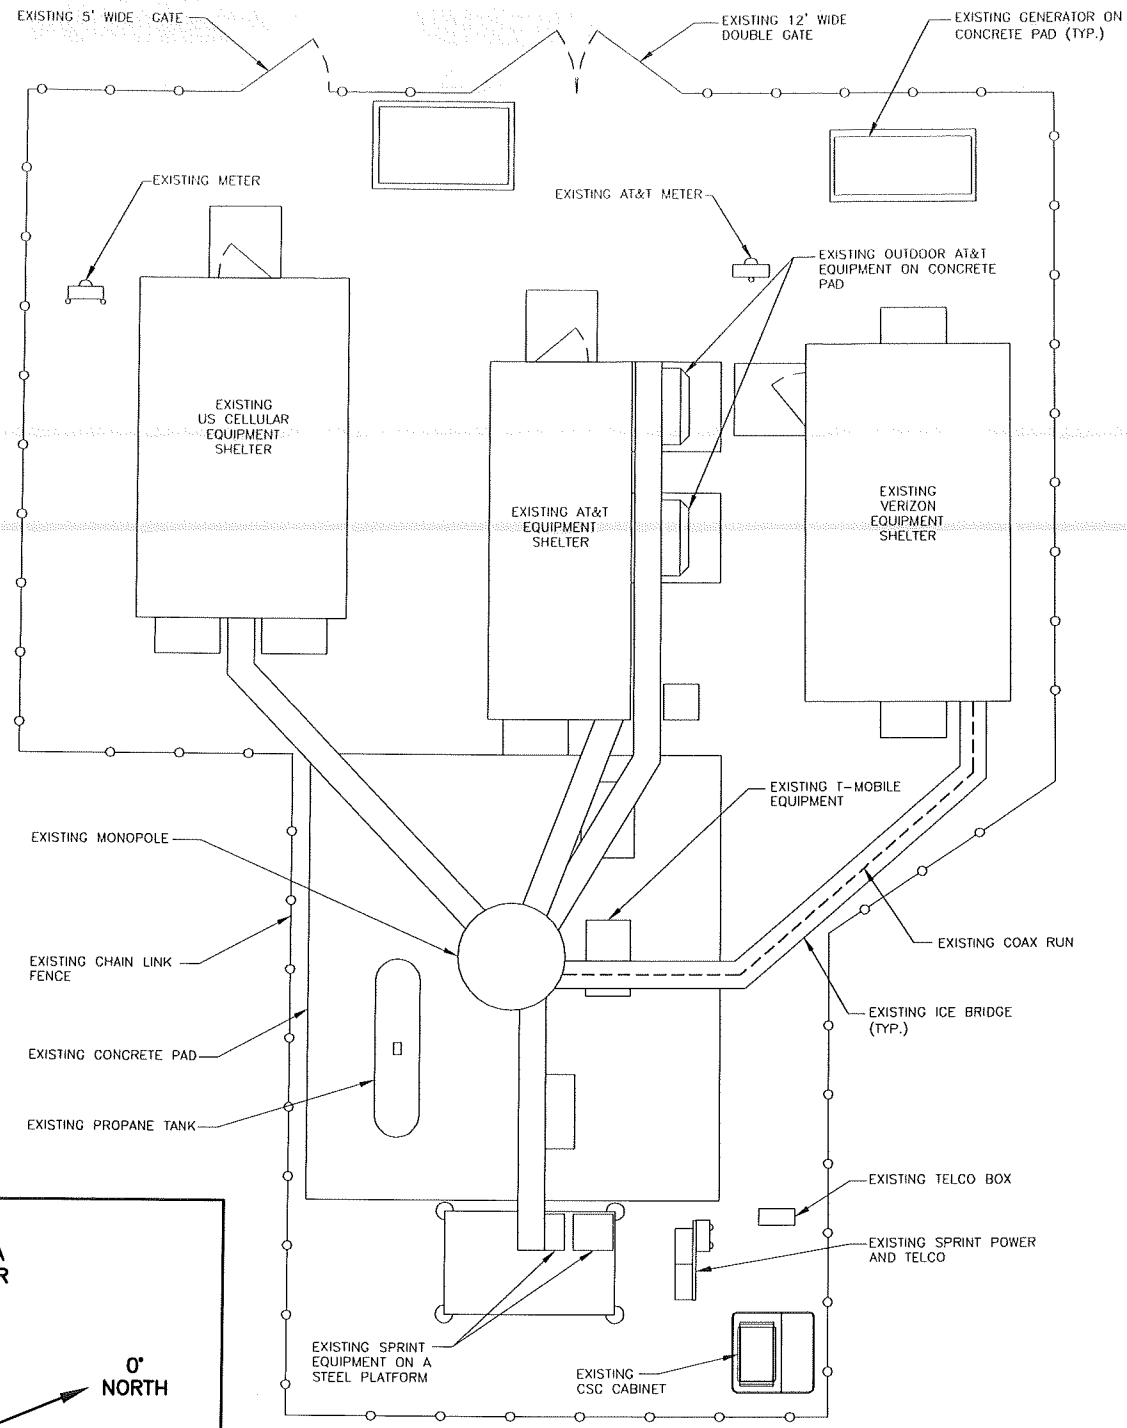 EXISTING 5' WIDE GATE
EXISTING 12' WIDE
DOUBLE GATE
EXISTING GENERATOR ON
CONCRETE PAD (TYP.)
EXISTING METER
EXISTING AT&T METER
EXISTING OUTDOOR AT&T
EQUIPMENT ON CONCRETE
PAD
EXISTING
US CELLULAR
EQUIPMENT
SHELTER
EXISTING AT&T
EQUIPMENT
SHELTER
EXISTING
VERIZON
EQUIPMENT
SHELTER
EXISTING T-MOBILE
EQUIPMENT
EXISTING MONOPOLE
EXISTING COAX RUN
EXISTING CHAIN LINK
FENCE
EXISTING ICE BRIDGE
(TYP.)
EXISTING CONCRETE PAD
EXISTING PROPANE TANK
EXISTING TELCO BOX
EXISTING SPRINT POWER
AND TELCO
EXISTING SPRINT
EQUIPMENT ON A
STEEL PLATFORM
EXISTING
CSC CABINET
A
R
0°
NORTH